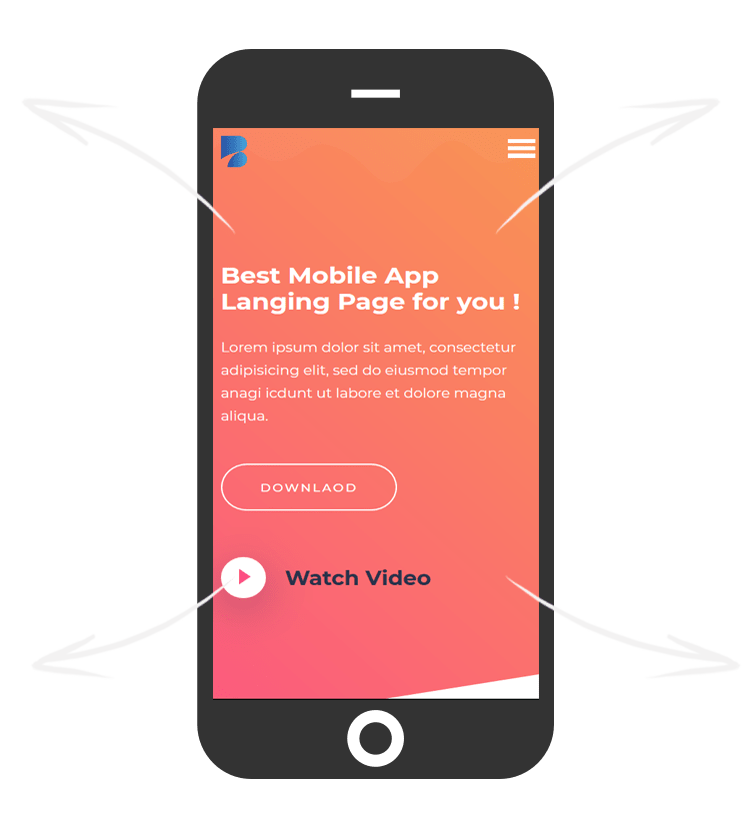 Best Mobile App
Langing Page for you !
Lorem ipsum dolor sit amet, consectetur
adipisicing elit, sed do eiusmod tempor
anagi icdunt ut labore et dolore magna
aliqua.
DOWNLAOD
Watch Video